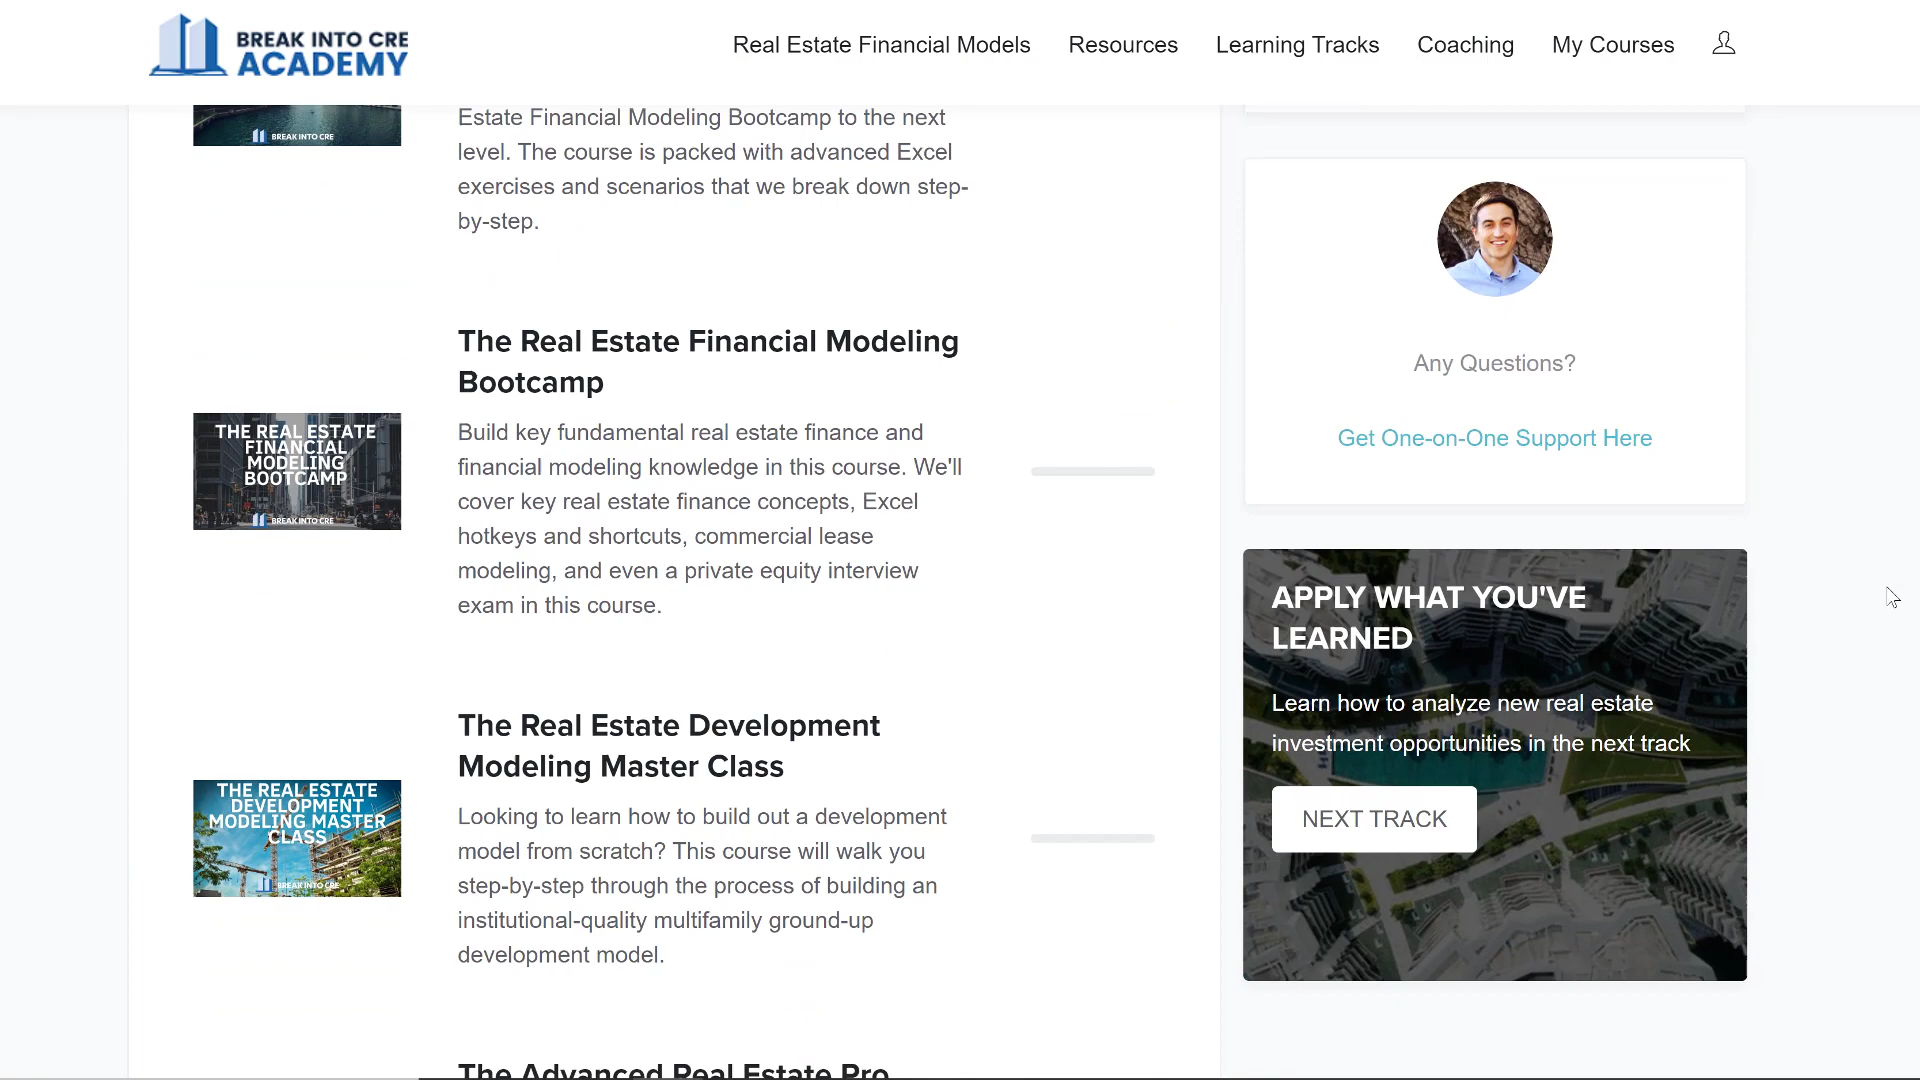 BREAK INTO CRE
ACADEMY
Real Estate Financial Models
Resources
Learning Tracks
Coaching
My Courses
BREAK INTO CRE
Estate Financial Modeling Bootcamp to the next
level. The course is packed with advanced Excel
exercises and scenarios that we break down step-
by-step.
The Real Estate Financial Modeling
Bootcamp
THE REAL ESTATE
FINANCIAL
MODELING
BOOTCAMP
BREAK INTO CRE
Build key fundamental real estate finance and
financial modeling knowledge in this course. We'll
cover key real estate finance concepts, Excel
hotkeys and shortcuts, commercial lease
modeling, and even a private equity interview
exam in this course.
The Real Estate Development
Modeling Master Class
THE REAL ESTATE
DEVELOPMENT
MODELING MASTER
CLASS
BREAK INTO CRE
Looking to learn how to build out a development
model from scratch? This course will walk you
step-by-step through the process of building an
institutional-quality multifamily ground-up
development model.
The Advanced Real Estate Pro
Any Questions?
Get One-on-One Support Here
APPLY WHAT YOU'VE
LEARNED
Learn how to analyze new real estate
investment opportunities in the next track
NEXT TRACK